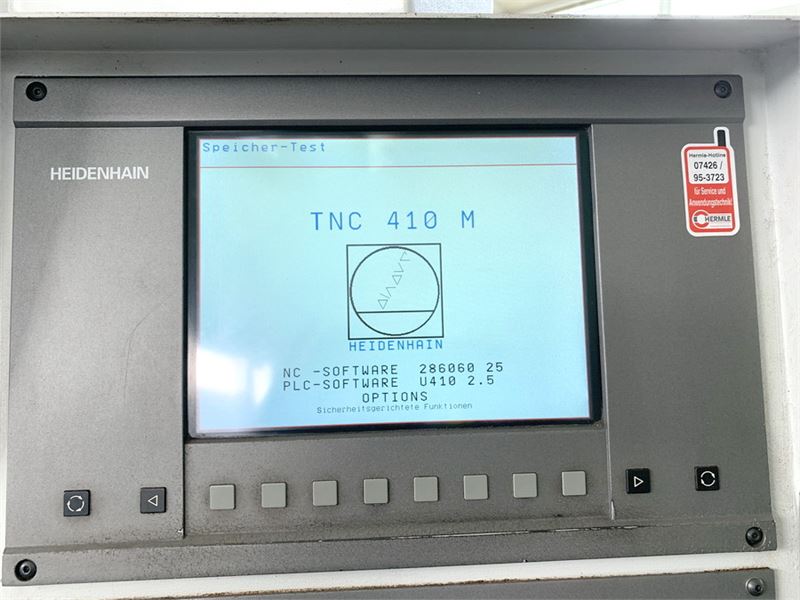 Speicher-Test
HEIDENHAIN
Hermle-Hotline
07426 /
95-3723
für Service und
Anwendungstechnik!
HERMLE
TNC 410 M
HEIDENHAIN
NC -SOFTWARE 286060 25
PLC-SOFTWARE U410 2.5
OPTIONS
Sicherheitsgerichtete Funktionen